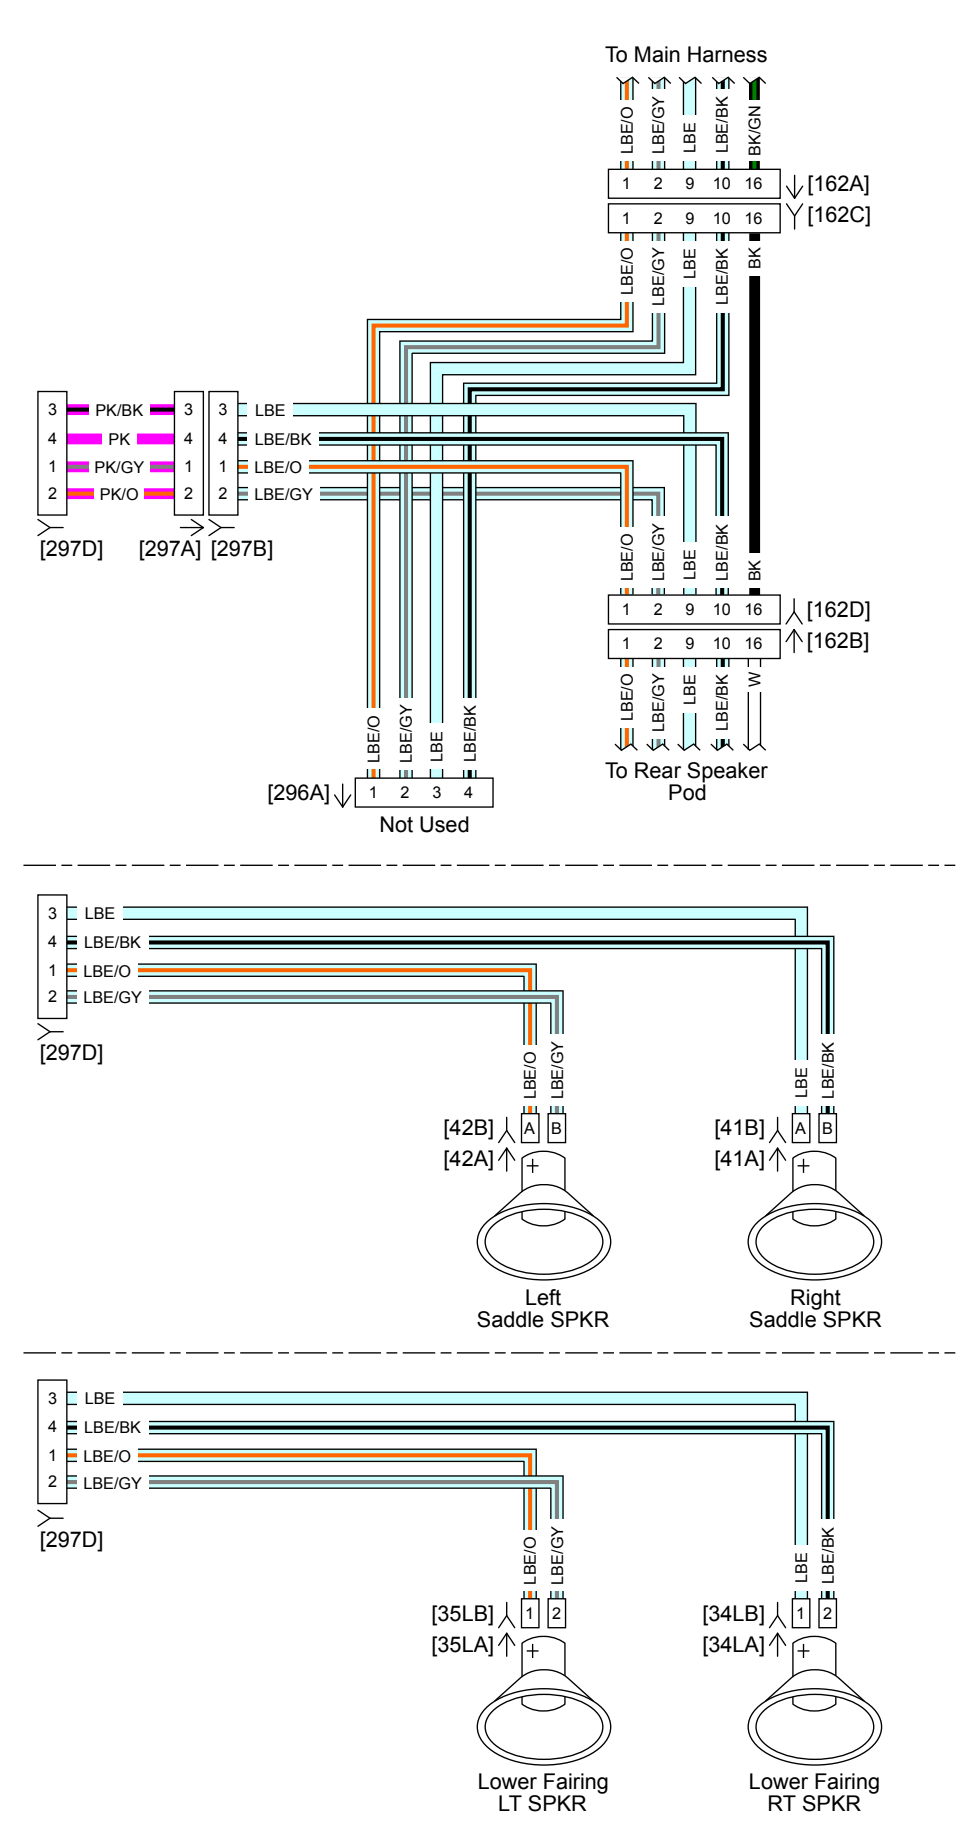 To Main Harness
LBE/O LBE/GY LBE LBE/BK BK/GN
1 2 9 10 16 [162A]
1 2 9 10 16 [162C]
LBE/O LBE/GY LBE LBE/BK BK
3 PK/BK 3 3 LBE
4 PK 4 4 LBE/BK
1 PK/GY 1 1 LBE/O
2 PK/O 2 2 LBE/GY
[297D] [297A] [297B]
LBE/O LBE/GY LBE LBE/BK BK
1 2 9 10 16 [162D]
1 2 9 10 16 [162B]
LBE/O LBE/GY LBE LBE/BK W
To Rear Speaker
Pod
LBE/O LBE/GY LBE LBE/BK
[296A] 1 2 3 4
Not Used
3 LBE
4 LBE/BK
1 LBE/O
2 LBE/GY
[297D]
LBE/O LBE/GY LBE LBE/BK
[42B] A B [41B] A B
[42A] + [41A] +
Left
Saddle SPKR
Right
Saddle SPKR
3 LBE
4 LBE/BK
1 LBE/O
2 LBE/GY
[297D]
LBE/O LBE/GY LBE LBE/BK
[35LB] 1 2 [34LB] 1 2
[35LA] + [34LA] +
Lower Fairing
LT SPKR
Lower Fairing
RT SPKR